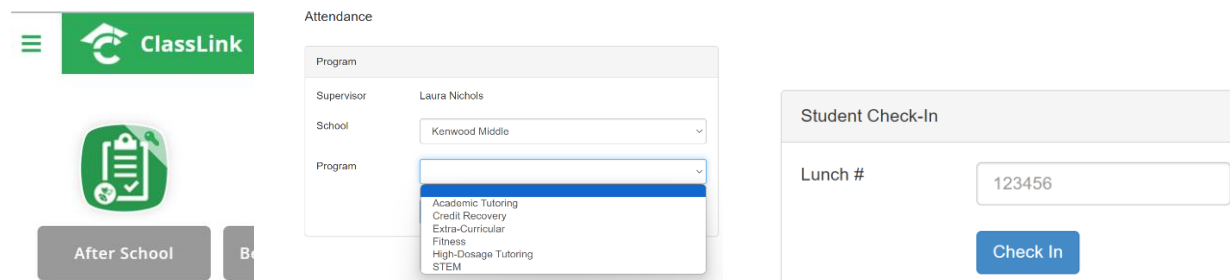 ClassLink
After School
Be
Attendance
Program
Supervisor Laura Nichols
School Kenwood Middle
Program
Academic Tutoring
Credit Recovery
Extra-Curricular
Fitness
High-Dosage Tutoring
STEM
Student Check-In
Lunch # 123456
Check In